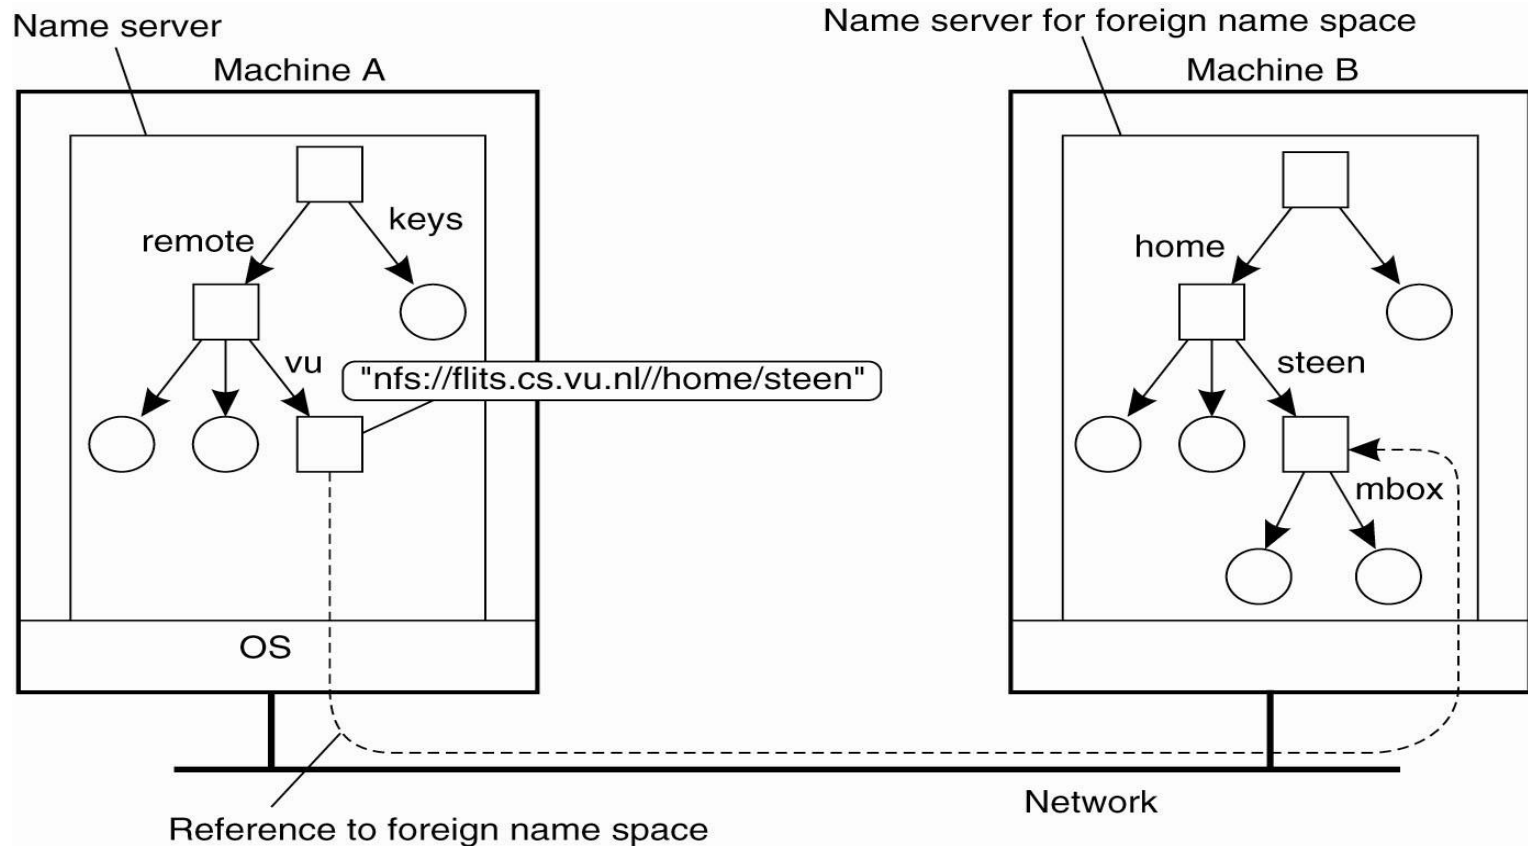 Name server
Name server for foreign name space
Machine A
Machine B
keys
remote
home
vu
steen
"nfs://flits.cs.vu.nl//home/steen"
mbox
OS
Network
Reference to foreign name space